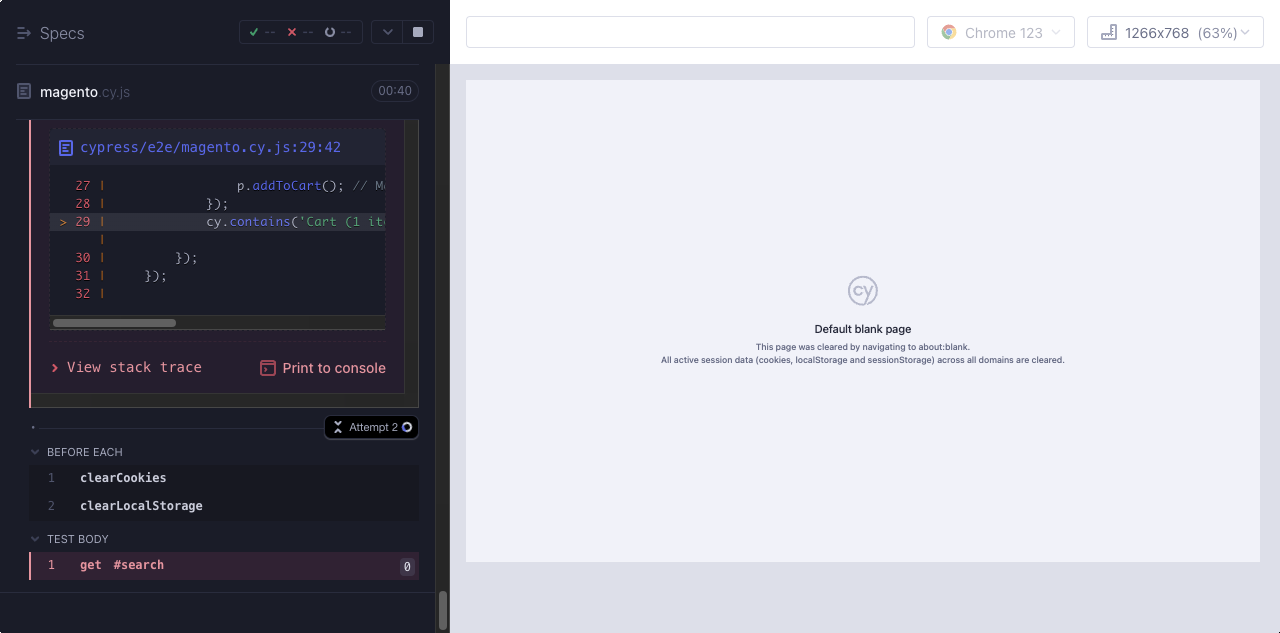 Specs
-- -- --
Chrome 123
1266x768 (63%)
magento.cy.js
00:40
cypress/e2e/magento.cy.js:29:42
27 | p.addToCart(); // M
28 | });
> 29 | cy.contains('Cart (1 it
|
30 | });
31 | });
32 |
View stack trace
Print to console
Attempt 2
BEFORE EACH
1 clearCookies
2 clearLocalStorage
TEST BODY
1 get #search 0
cy
Default blank page
This page was cleared by navigating to about:blank.
All active session data (cookies, localStorage and sessionStorage) across all domains are cleared.